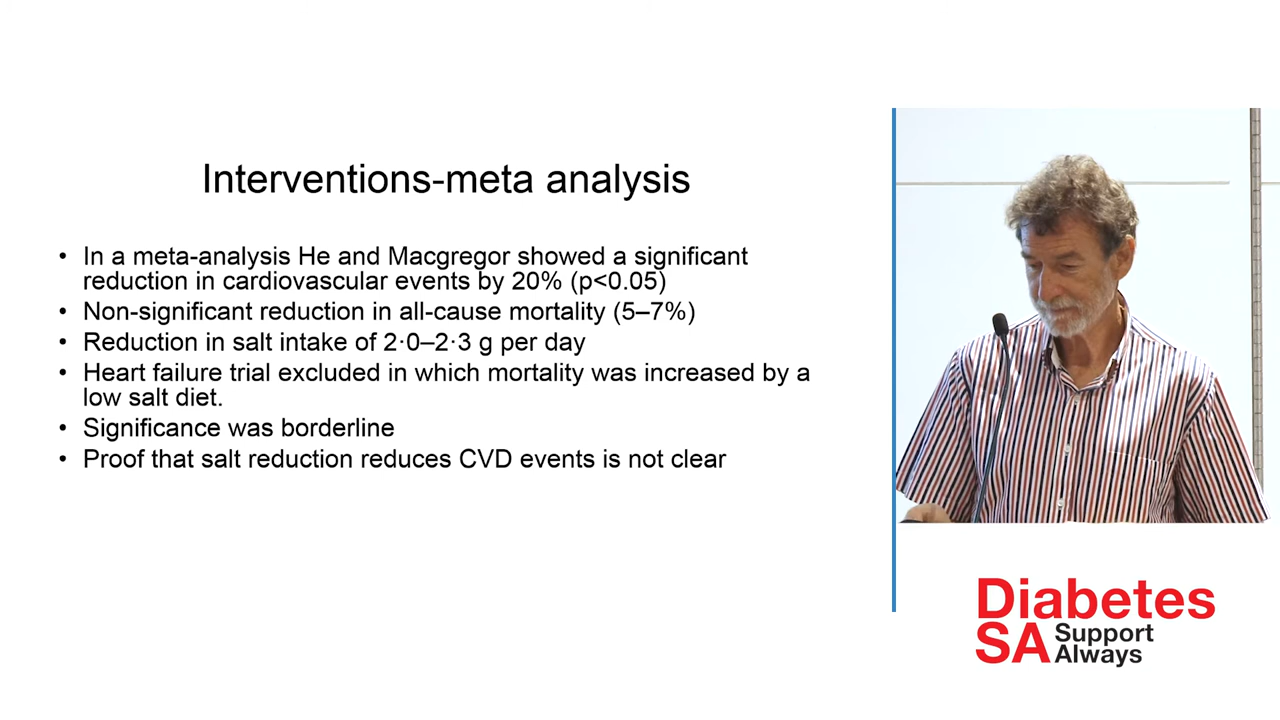 Interventions-meta analysis
• In a meta-analysis He and Macgregor showed a significant
reduction in cardiovascular events by 20% (p<0.05)
• Non-significant reduction in all-cause mortality (5–7%)
• Reduction in salt intake of 2·0–2·3 g per day
• Heart failure trial excluded in which mortality was increased by a
low salt diet.
• Significance was borderline
• Proof that salt reduction reduces CVD events is not clear
Diabetes
SA Support
Always